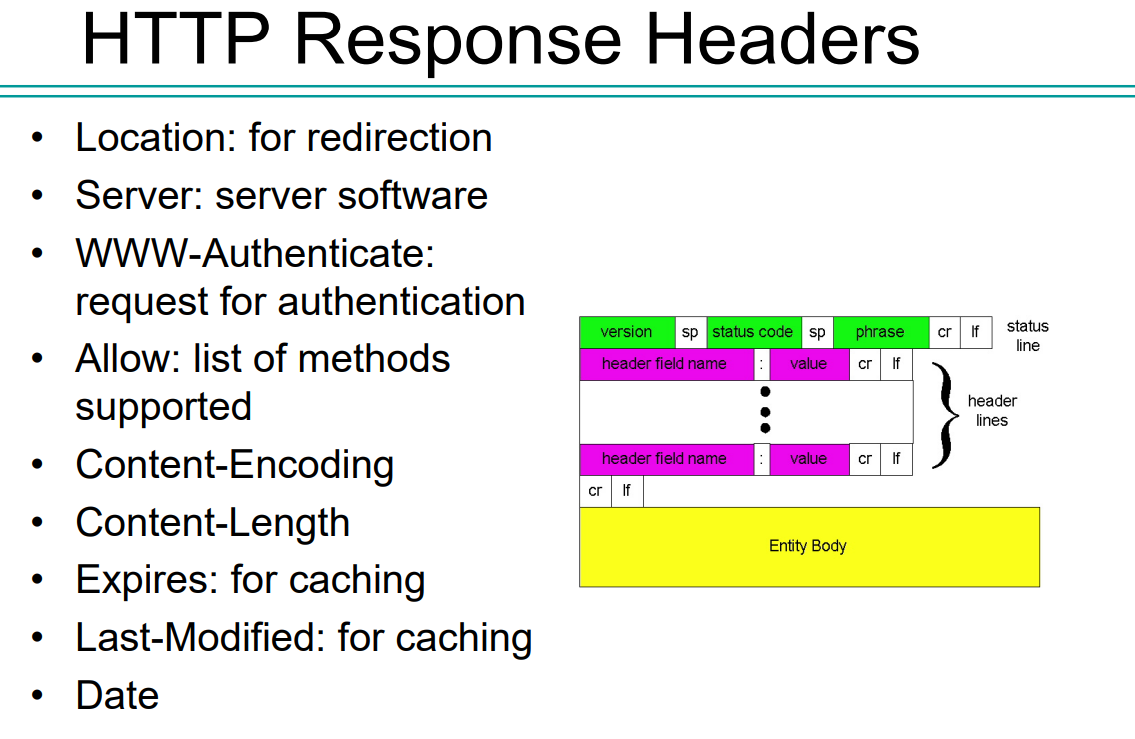 HTTP Response Headers
• Location: for redirection
• Server: server software
• WWW-Authenticate:
request for authentication
• Allow: list of methods
supported
• Content-Encoding
• Content-Length
• Expires: for caching
• Last-Modified: for caching
• Date
version sp status code sp phrase cr lf
status
line
header field name : value cr lf
header
lines
header field name : value cr lf
cr lf
Entity Body